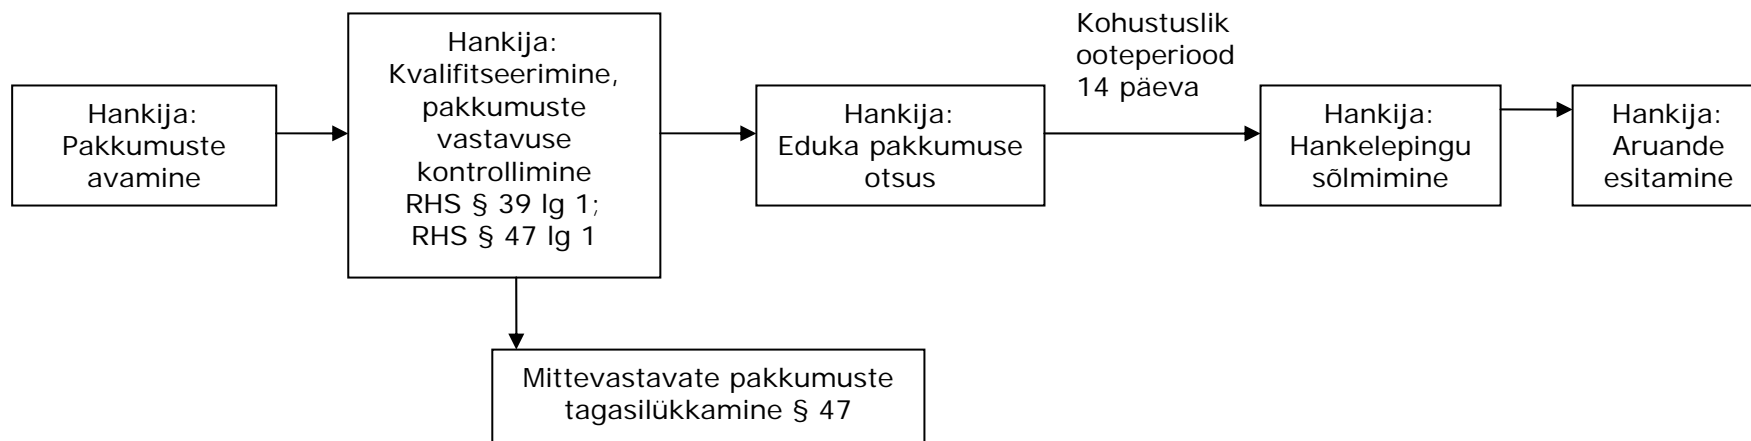 Hankija:
Pakkumuste
avamine
Hankija:
Kvalifitseerimine,
pakkumuste
vastavuse
kontrollimine
RHS § 39 lg 1;
RHS § 47 lg 1
Mittevastavate pakkumuste
tagasilükkamine § 47
Hankija:
Eduka pakkumuse
otsus
Kohustuslik
ooteperiood
14 päeva
Hankija:
Hankelepingu
sõlmimine
Hankija:
Aruande
esitamine